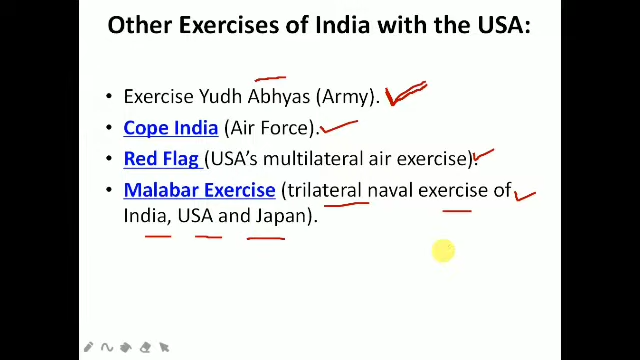 Other Exercises of India with the USA:
• Exercise Yudh Abhyas (Army).
• Cope India (Air Force).
• Red Flag (USA's multilateral air exercise).
• Malabar Exercise (trilateral naval exercise of
India, USA and Japan).